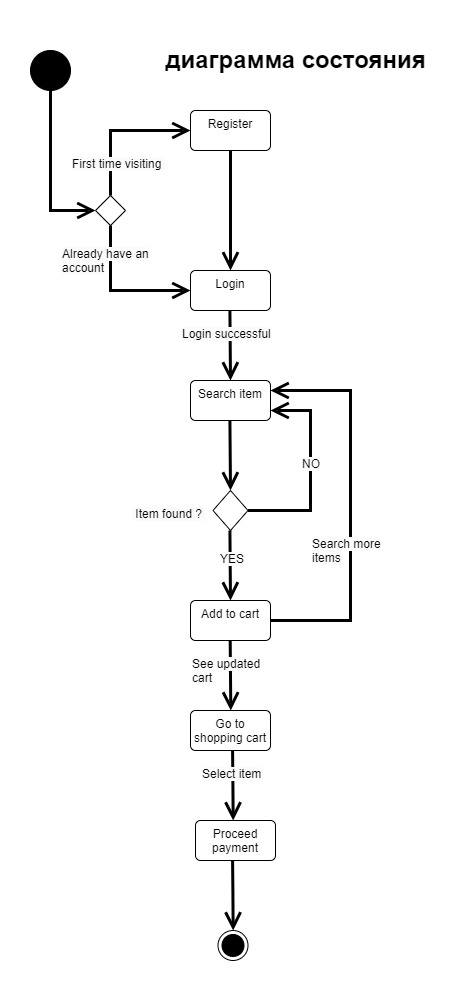 диаграмма состояния
Register
First time visiting
Already have an
account
Login
Login successful
Search item
NO
Item found ?
Search more
items
YES
Add to cart
See updated
cart
Go to
shopping cart
Select item
Proceed
payment